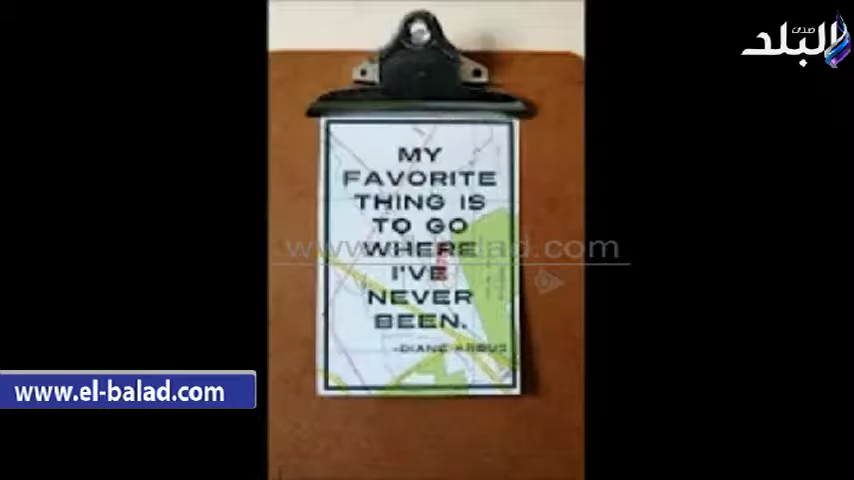 صدى
البلد
MY
FAVORITE
THING IS
TO GO
WHERE
I'VE
NEVER
BEEN.
-DIANE ARBUS
www.el-balad.com
www.el-balad.com